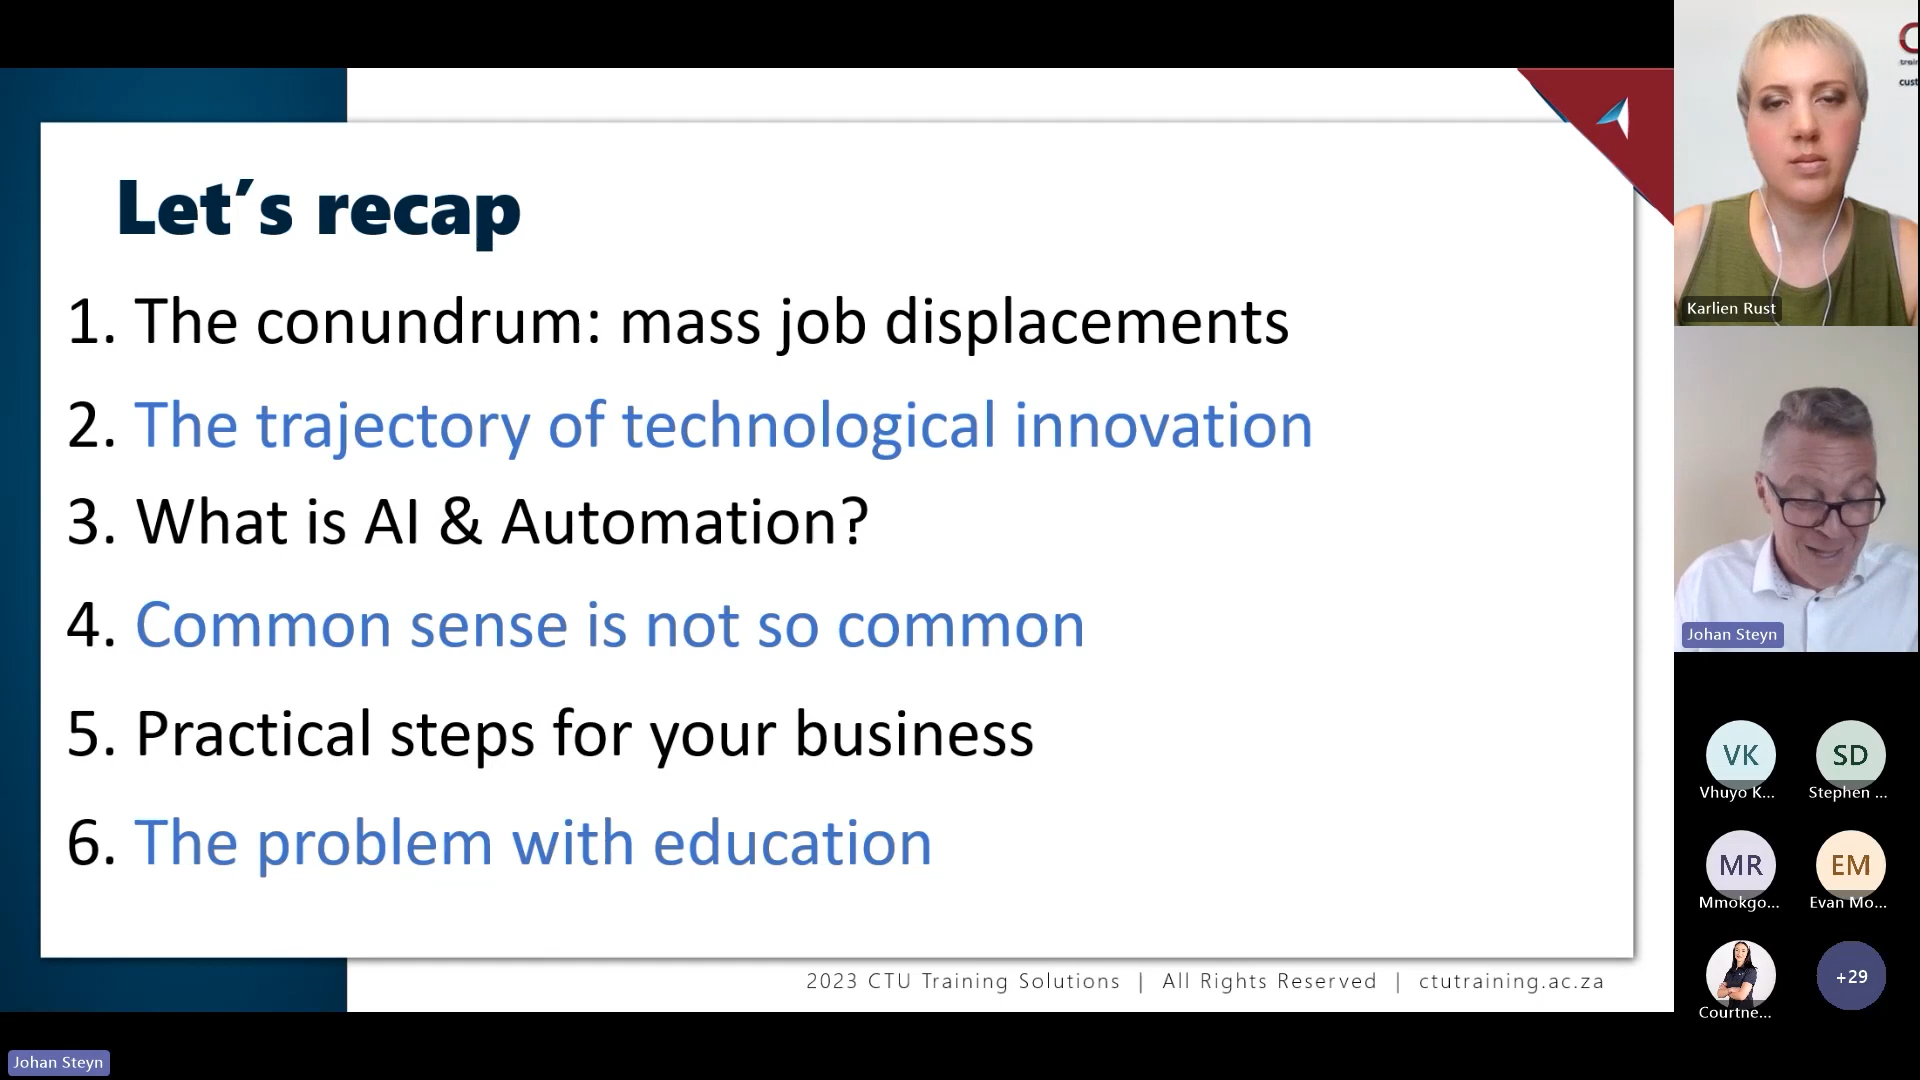 Let's recap
1. The conundrum: mass job displacements
2. The trajectory of technological innovation
3. What is AI & Automation?
4. Common sense is not so common
5. Practical steps for your business
6. The problem with education
2023 CTU Training Solutions | All Rights Reserved | ctutraining.ac.za
Johan Steyn
Karlien Rust
Johan Steyn
VK
Vhuyo K...
SD
Stephen ...
MR
Mmokgo...
EM
Evan Mo...
Courtne...
+29